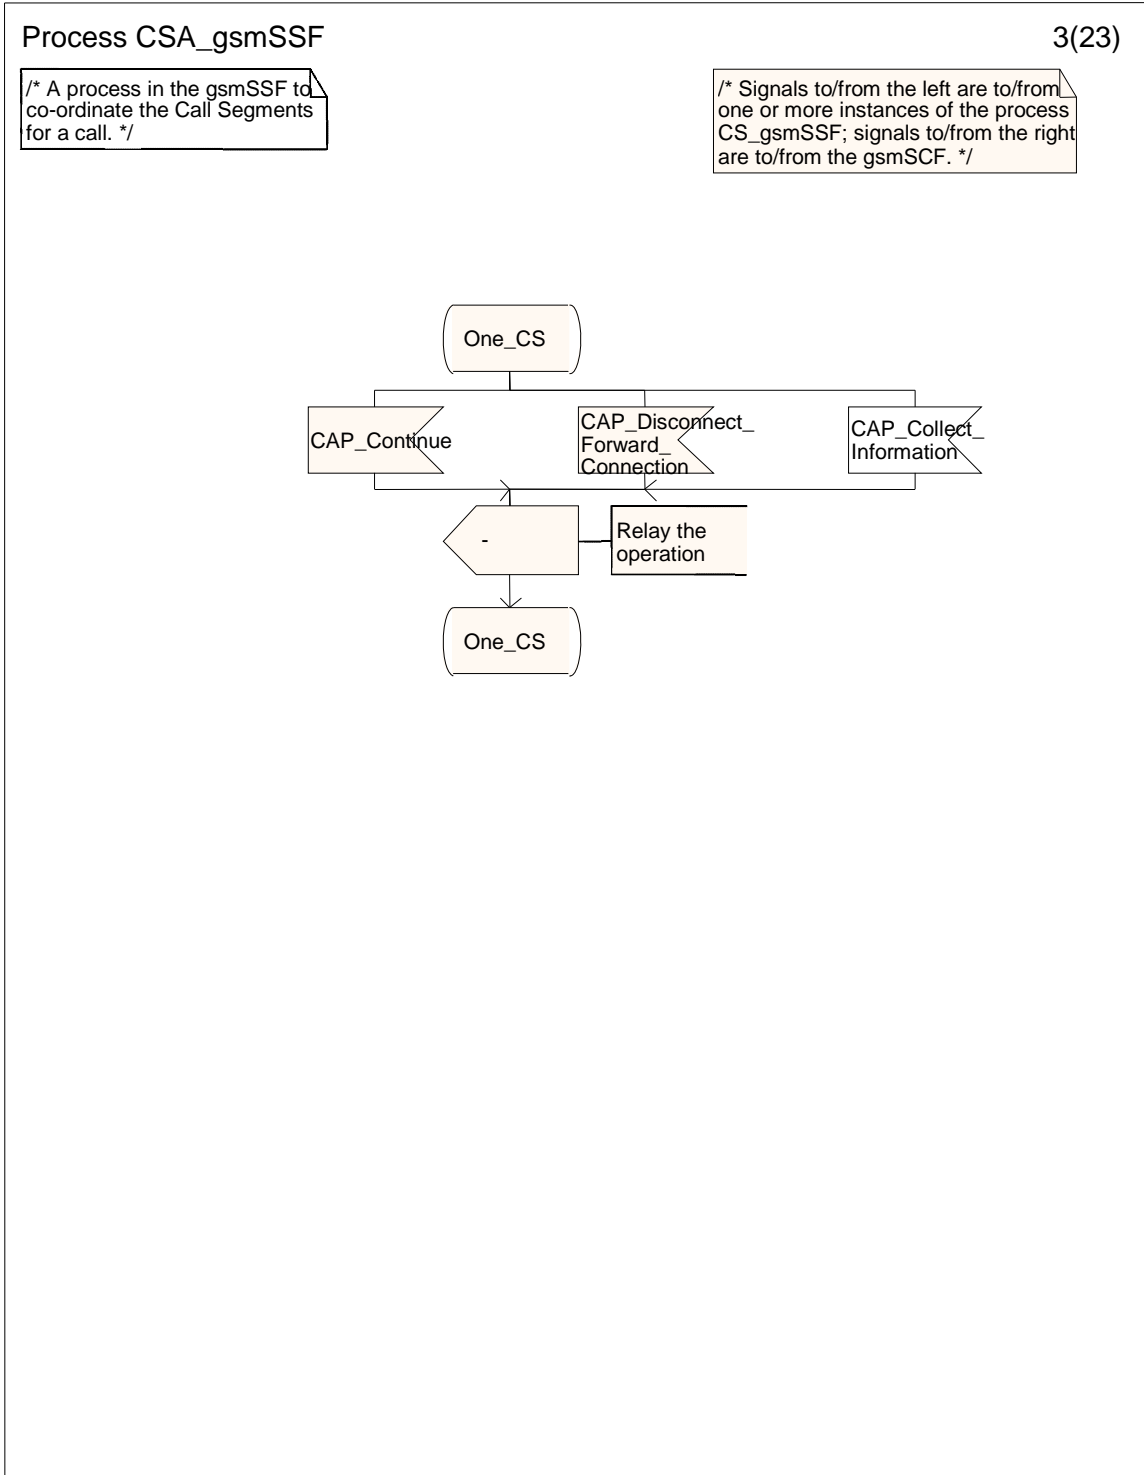 Process CSA_gsmSSF
3(23)
/* A process in the gsmSSF to
co-ordinate the Call Segments
for a call. */
/* Signals to/from the left are to/from
one or more instances of the process
CS_gsmSSF; signals to/from the right
are to/from the gsmSCF. */
One_CS
CAP_Continue
CAP_Disconnect_
Forward_
Connection
CAP_Collect_
Information
-
Relay the
operation
One_CS